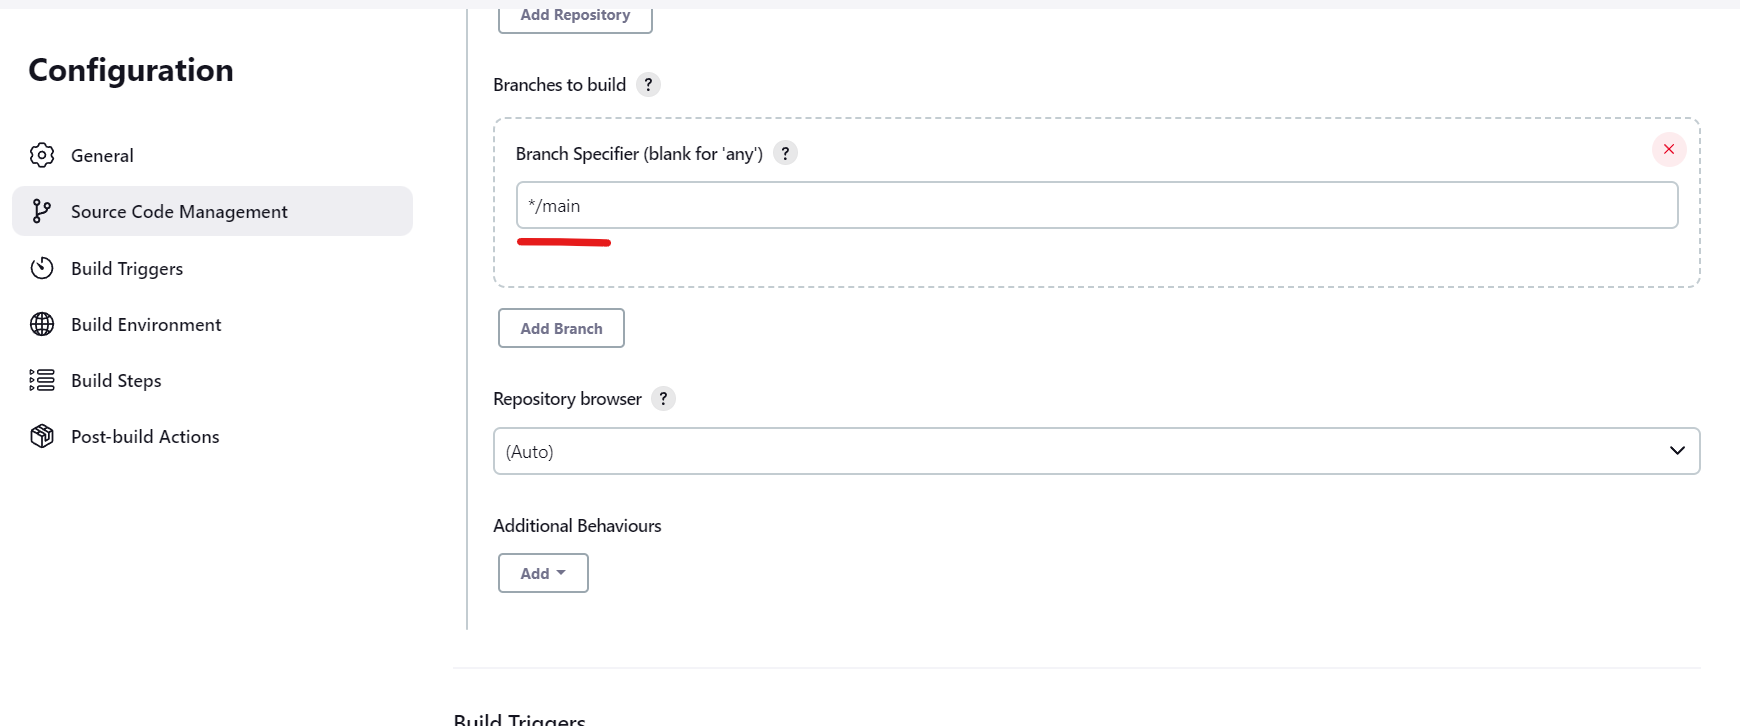 Add Repository
Configuration
Branches to build ?
General
Branch Specifier (blank for 'any') ?
Source Code Management
*/main
Build Triggers
Build Environment
Add Branch
Build Steps
Repository browser ?
Post-build Actions
(Auto)
Additional Behaviours
Add
Build Triggers